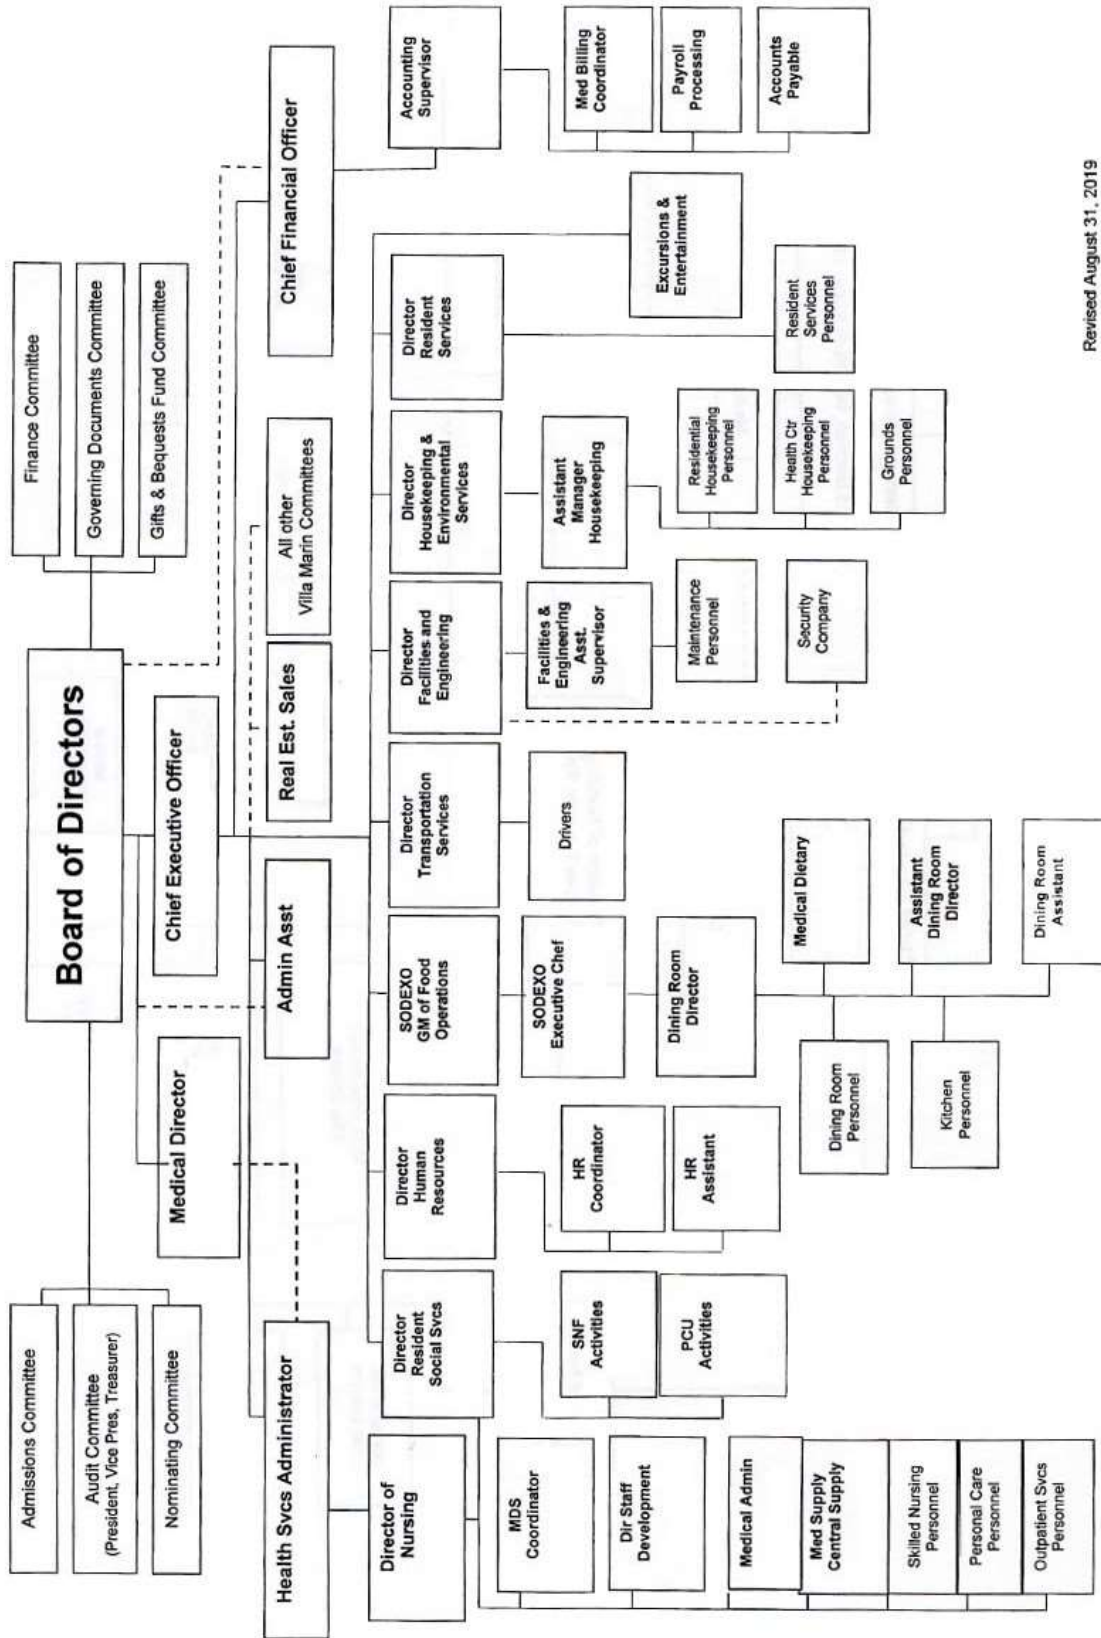 Board of Directors
Finance Committee
Governing Documents Committee
Gifts & Bequests Fund Committee
Admissions Committee
Audit Committee
(President, Vice Pres, Treasurer)
Nominating Committee
Medical Director
Chief Executive Officer
Health Svcs Administrator
Admin Asst
Real Est. Sales
All other
Villa Marin Committees
Chief Financial Officer
Director of
Nursing
Director
Resident
Social Svcs
Director
Human
Resources
SODEXO
GM of Food
Operations
Director
Transportation
Services
Director
Facilities and
Engineering
Director
Housekeeping &
Environmental
Services
Director
Resident
Services
Accounting
Supervisor
MDS
Coordinator
Dir Staff
Development
Medical Admin
Med Supply
Central Supply
Skilled Nursing
Personnel
Personal Care
Personnel
Outpatient Svcs
Personnel
SNF
Activities
PCU
Activities
HR
Coordinator
HR
Assistant
SODEXO
Executive Chef
Dining Room
Director
Dining Room
Personnel
Kitchen
Personnel
Medical Dietary
Assistant
Dining Room
Director
Dining Room
Assistant
Drivers
Facilities &
Engineering
Asst.
Supervisor
Maintenance
Personnel
Security
Company
Assistant
Manager
Housekeeping
Residential
Housekeeping
Personnel
Health Ctr
Housekeeping
Personnel
Grounds
Personnel
Excursions &
Entertainment
Resident
Services
Personnel
Med Billing
Coordinator
Payroll
Processing
Accounts
Payable
Revised August 31, 2019